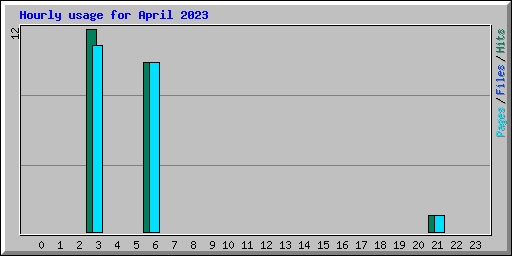 Hourly usage for April 2023
12
Pages/Files/Hits
0 1 2 3 4 5 6 7 8 9 10 11 12 13 14 15 16 17 18 19 20 21 22 23